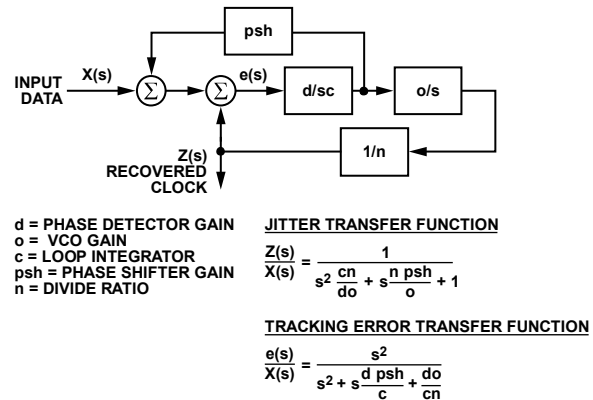 psh
X(s)
e(s)
INPUT
DATA
Σ
Σ
d/sc
o/s
Z(s)
RECOVERED
CLOCK
1/n
d = PHASE DETECTOR GAIN
o = VCO GAIN
c = LOOP INTEGRATOR
psh = PHASE SHIFTER GAIN
n = DIVIDE RATIO
JITTER TRANSFER FUNCTION
Z(s)/X(s) = 1/(s² cn/do + s n psh/o + 1)
TRACKING ERROR TRANSFER FUNCTION
e(s)/X(s) = s²/(s² + s d psh/c + do/cn)